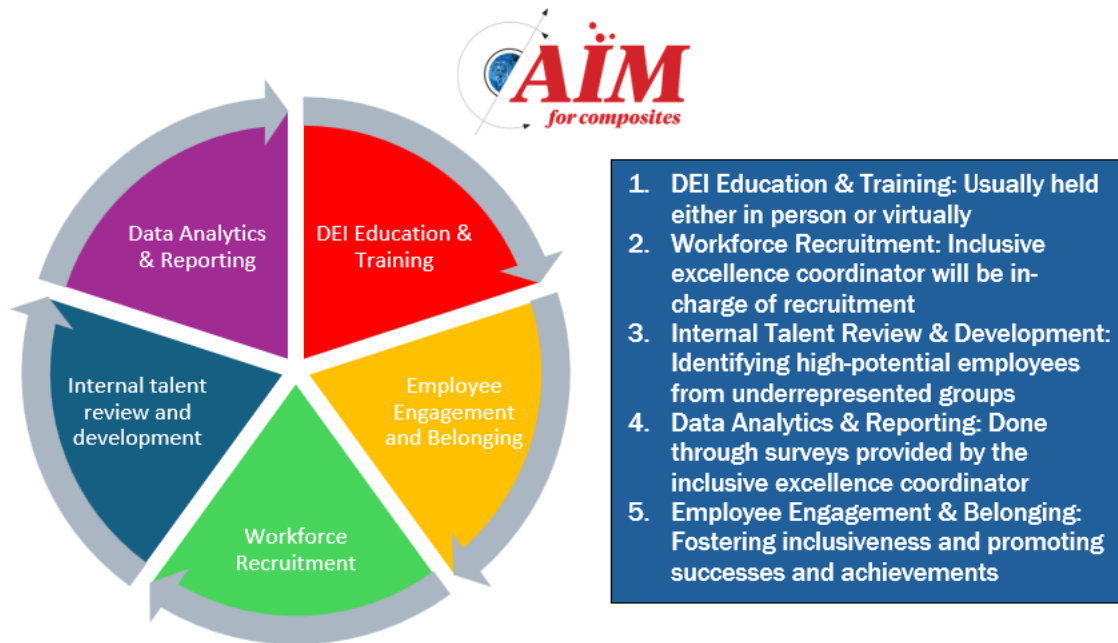 AÏM
for composites
Data Analytics
& Reporting
DEI Education &
Training
Employee
Engagement
and Belonging
Workforce
Recruitment
Internal talent
review and
development
1. DEI Education & Training: Usually held
either in person or virtually
2. Workforce Recruitment: Inclusive
excellence coordinator will be in-
charge of recruitment
3. Internal Talent Review & Development:
Identifying high-potential employees
from underrepresented groups
4. Data Analytics & Reporting: Done
through surveys provided by the
inclusive excellence coordinator
5. Employee Engagement & Belonging:
Fostering inclusiveness and promoting
successes and achievements